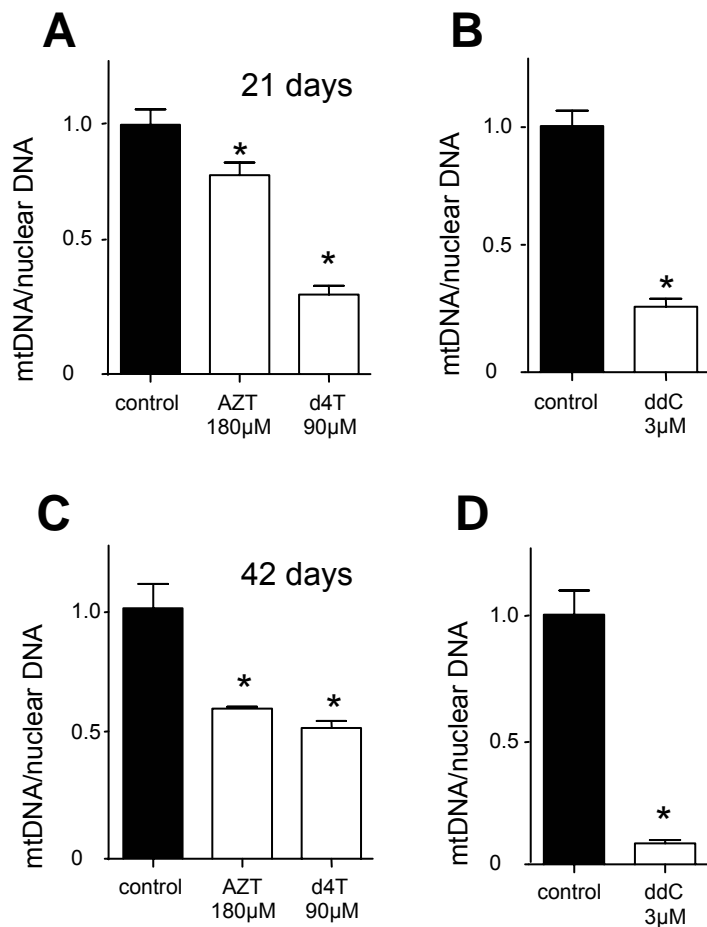 A
21 days
mtDNA/nuclear DNA
1.0
0.5
0
*
*
control
AZT
180µM
d4T
90µM
B
mtDNA/nuclear DNA
1.0
0.5
0
*
control
ddC
3µM
C
42 days
mtDNA/nuclear DNA
1.0
0.5
0
*
*
control
AZT
180µM
d4T
90µM
D
mtDNA/nuclear DNA
1.0
0.5
0
*
control
ddC
3µM